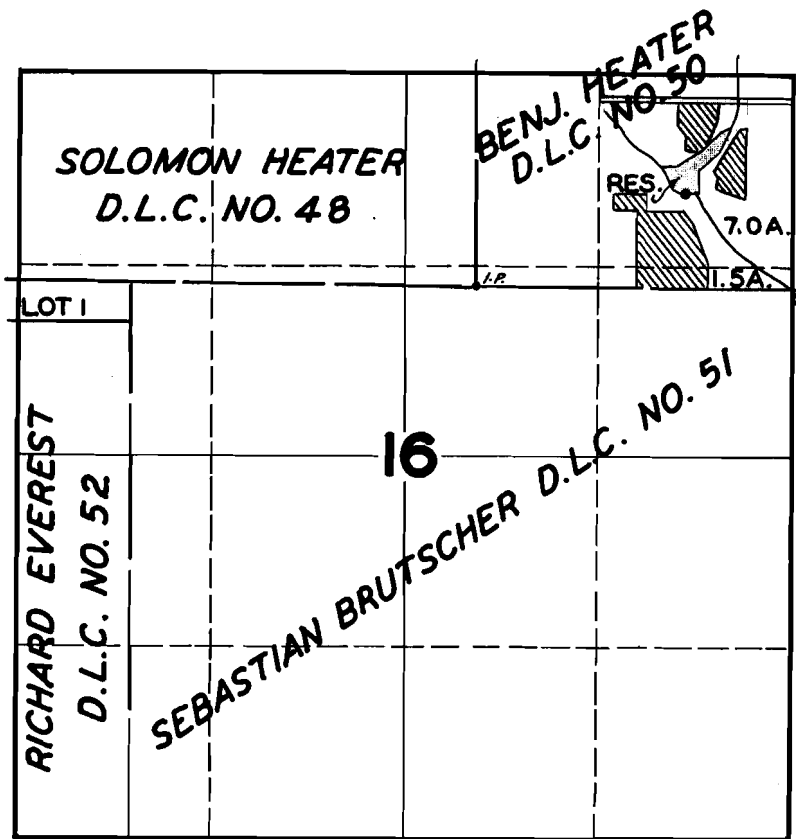 BENJ. HEATER
D.L.C. NO. 50
SOLOMON HEATER
D.L.C. NO. 48
RES.
7.0A.
1.5A.
I.P.
LOT 1
16
SEBASTIAN BRUTSCHER D.L.C. NO. 51
RICHARD EVEREST
D.L.C. NO. 52